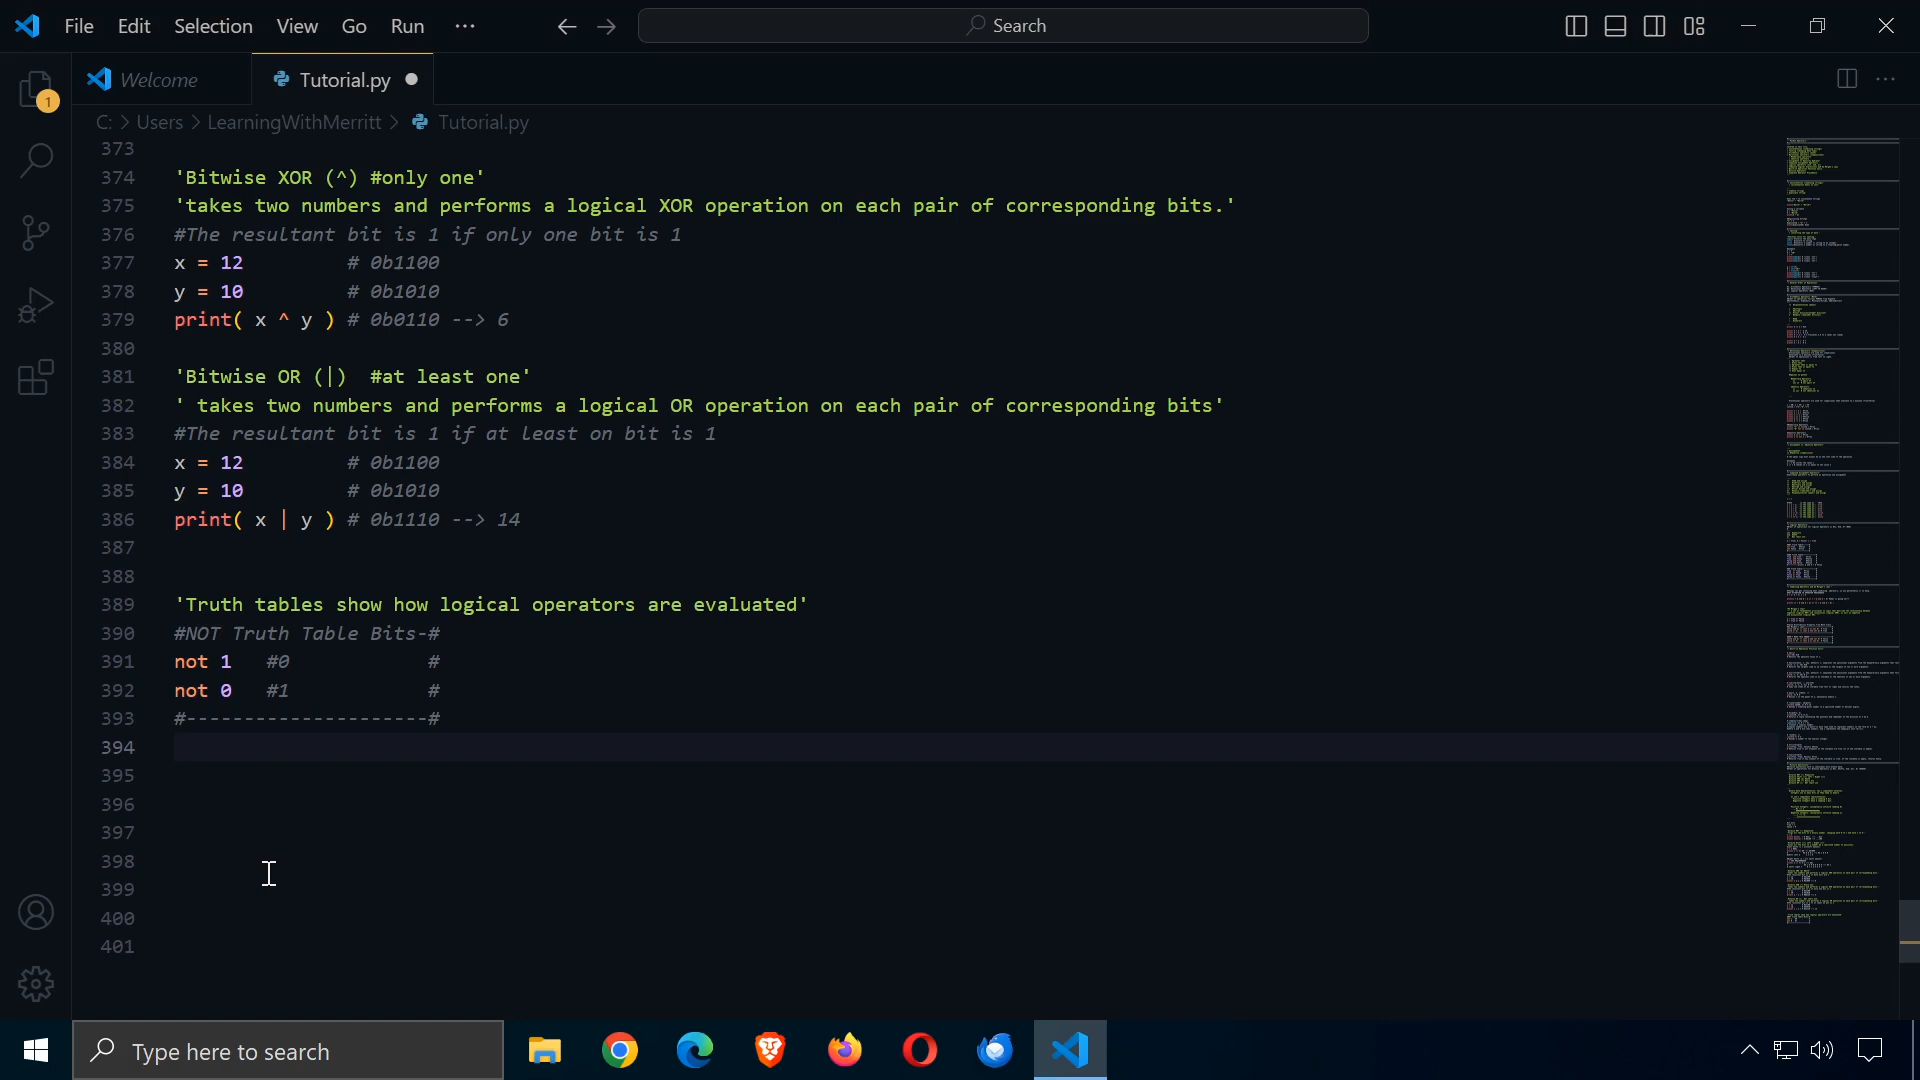 File Edit Selection View Go Run ··· Search
Welcome Tutorial.py
C: > Users > LearningWithMerritt > Tutorial.py
1
373
374 'Bitwise XOR (^) #only one'
375 'takes two numbers and performs a logical XOR operation on each pair of corresponding bits.'
376 #The resultant bit is 1 if only one bit is 1
377 x = 12 # 0b1100
378 y = 10 # 0b1010
379 print( x ^ y ) # 0b0110 --> 6
380
381 'Bitwise OR (|) #at least one'
382 ' takes two numbers and performs a logical OR operation on each pair of corresponding bits'
383 #The resultant bit is 1 if at least on bit is 1
384 x = 12 # 0b1100
385 y = 10 # 0b1010
386 print( x | y ) # 0b1110 --> 14
387
388
389 'Truth tables show how logical operators are evaluated'
390 #NOT Truth Table Bits-#
391 not 1 #0 #
392 not 0 #1 #
393 #---------------------#
394
395
396
397
398
399
400
401
Type here to search